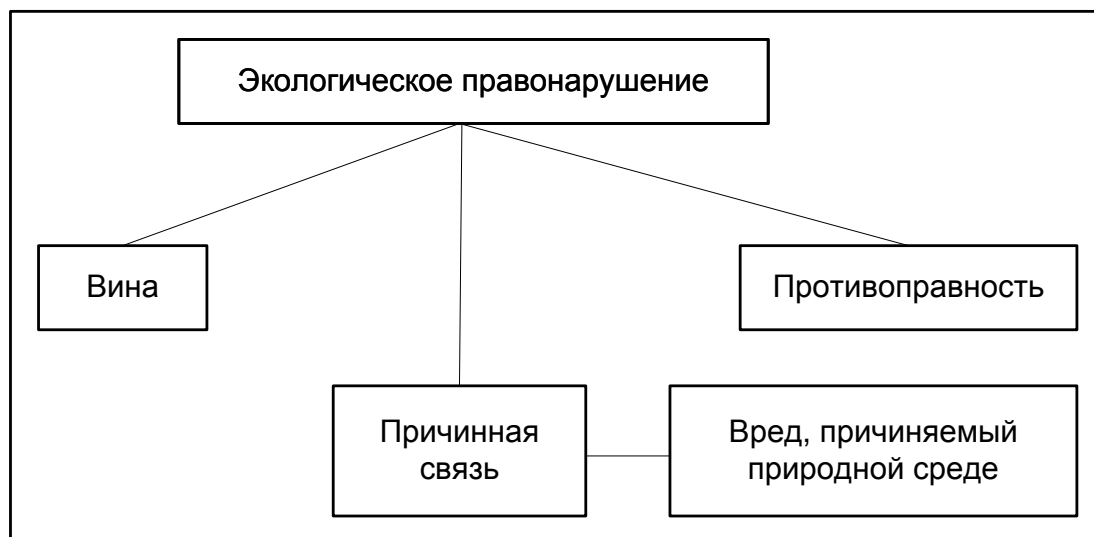 Экологическое правонарушение
Вина
Противоправность
Причинная
связь
Вред, причиняемый
природной среде